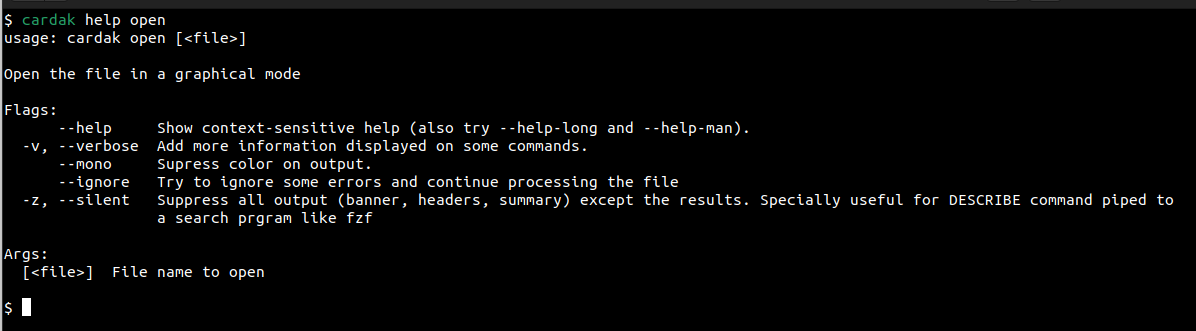 $ cardak help open
usage: cardak open [<file>]
Open the file in a graphical mode
Flags:
--help Show context-sensitive help (also try --help-long and --help-man).
-v, --verbose Add more information displayed on some commands.
--mono Supress color on output.
--ignore Try to ignore some errors and continue processing the file
-z, --silent Suppress all output (banner, headers, summary) except the results. Specially useful for DESCRIBE command piped to
a search prgram like fzf
Args:
[<file>] File name to open
$